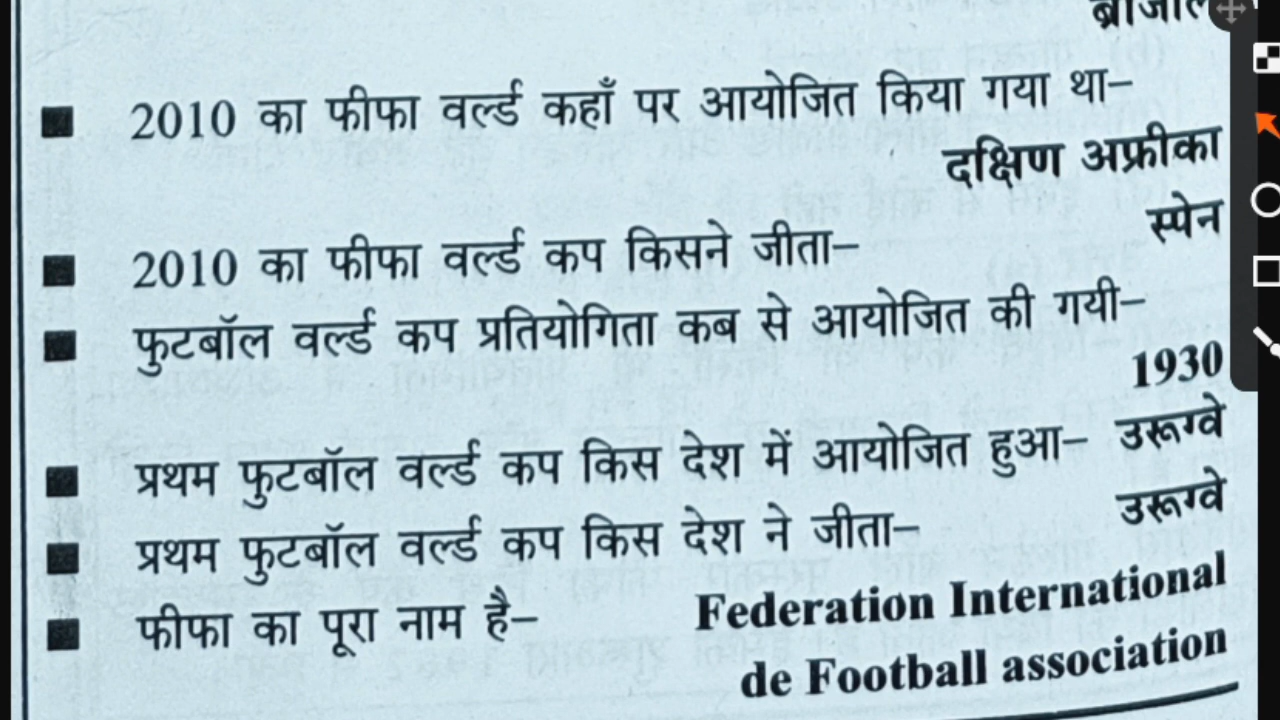 ब्राजील
2010 का फीफा वर्ल्ड कहाँ पर आयोजित किया गया था–
दक्षिण अफ्रीका
2010 का फीफा वर्ल्ड कप किसने जीता– स्पेन
फुटबॉल वर्ल्ड कप प्रतियोगिता कब से आयोजित की गयी–
1930
प्रथम फुटबॉल वर्ल्ड कप किस देश में आयोजित हुआ– उरूग्वे
प्रथम फुटबॉल वर्ल्ड कप किस देश ने जीता– उरूग्वे
फीफा का पूरा नाम है– Federation International
de Football association